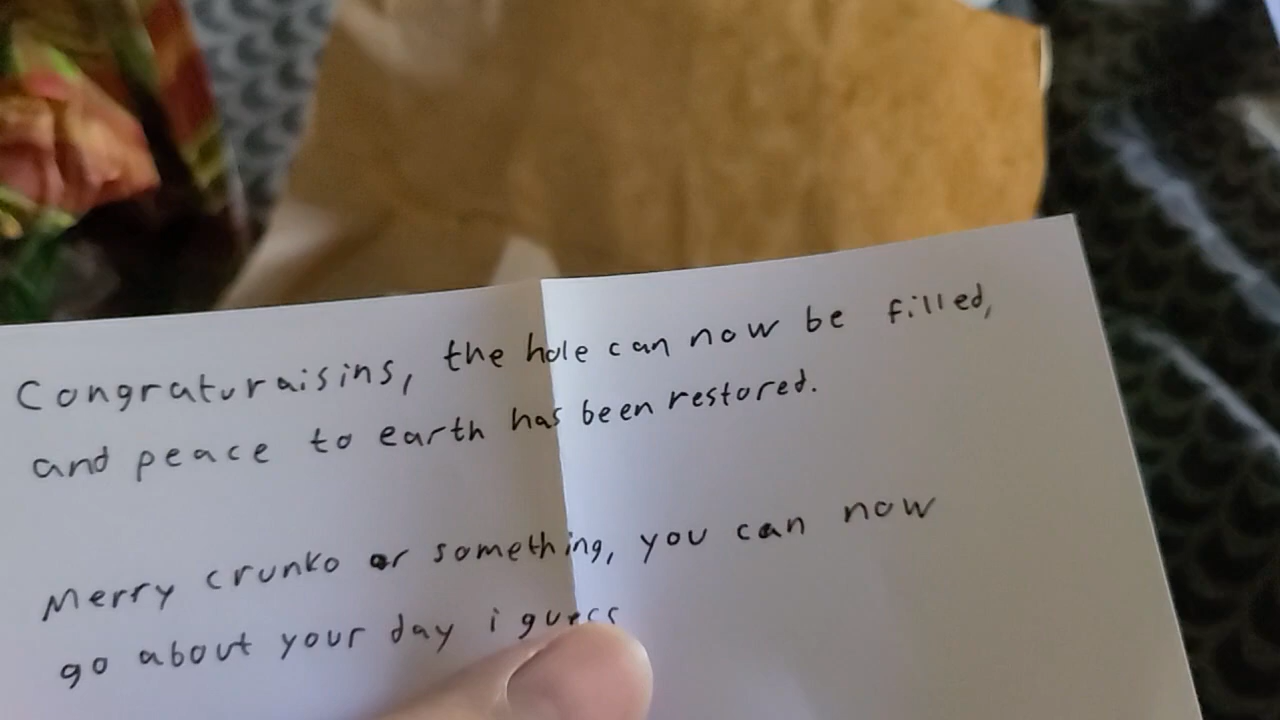 Congraturaisins, the hole can now be filled,
and peace to earth has been restored.
Merry crunko or something, you can now
go about your day i guess